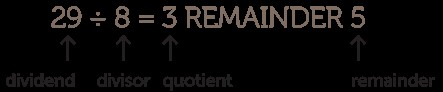 29 ÷ 8 = 3 REMAINDER 5
dividend divisor quotient remainder